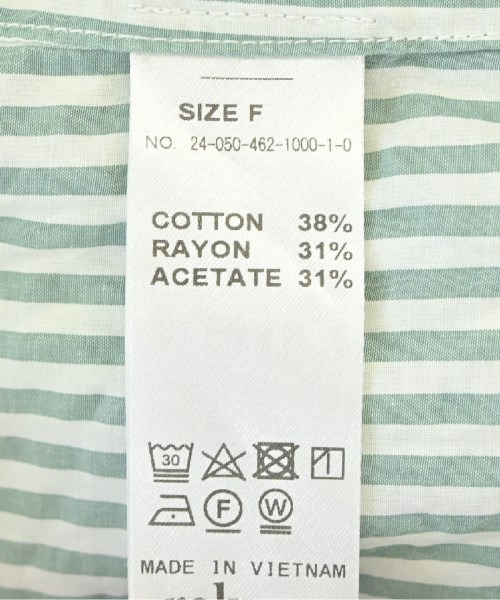 SIZE F
NO. 24-050-462-1000-1-0
COTTON 38%
RAYON 31%
ACETATE 31%
30
F W
MADE IN VIETNAM